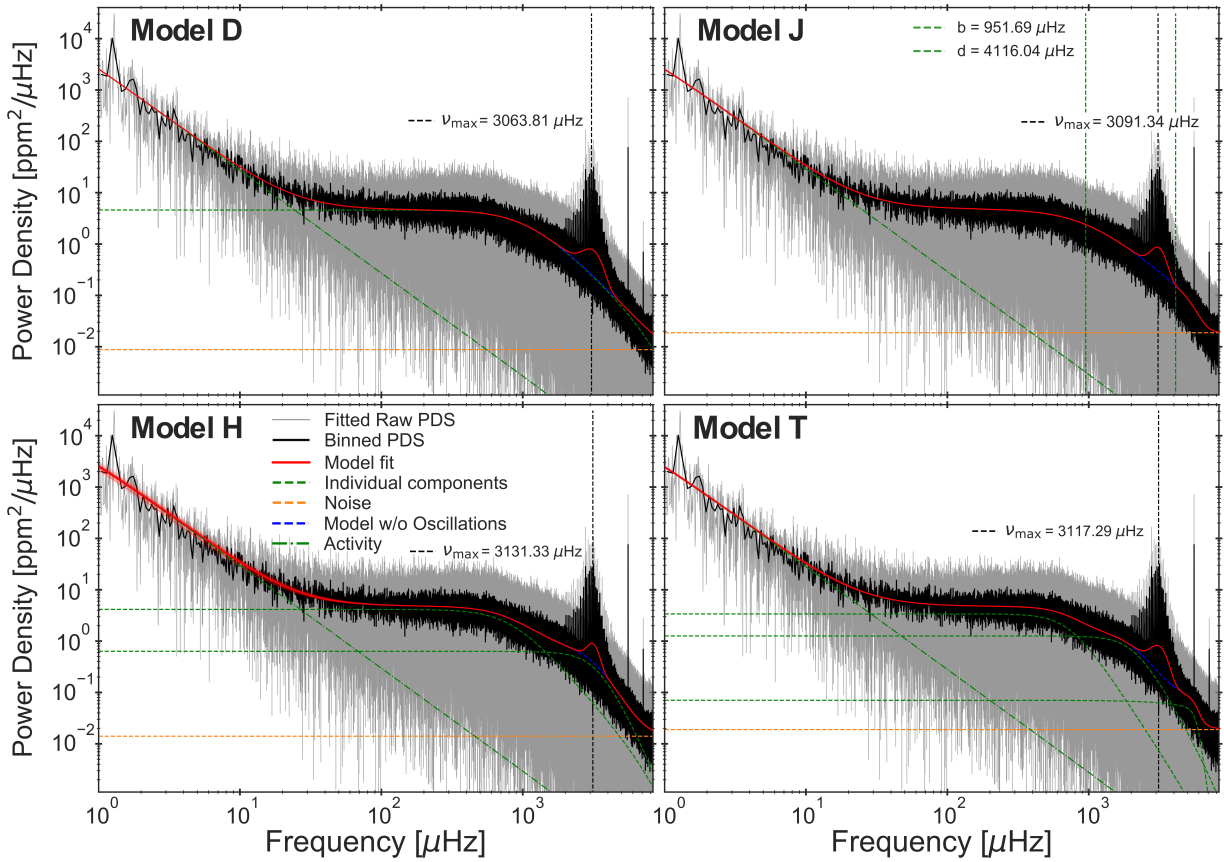 Model D
Model J
b = 951.69 μHz
d = 4116.04 μHz
ν_max = 3063.81 μHz
ν_max = 3091.34 μHz
Power Density [ppm²/μHz]
10⁴
10³
10²
10¹
10⁰
10⁻¹
10⁻²
Model H
Fitted Raw PDS
Binned PDS
Model fit
Individual components
Noise
Model w/o Oscillations
Activity
ν_max = 3131.33 μHz
Model T
ν_max = 3117.29 μHz
Power Density [ppm²/μHz]
10⁴
10³
10²
10¹
10⁰
10⁻¹
10⁻²
10⁰ 10¹ 10² 10³
10⁰ 10¹ 10² 10³
Frequency [μHz]
Frequency [μHz]